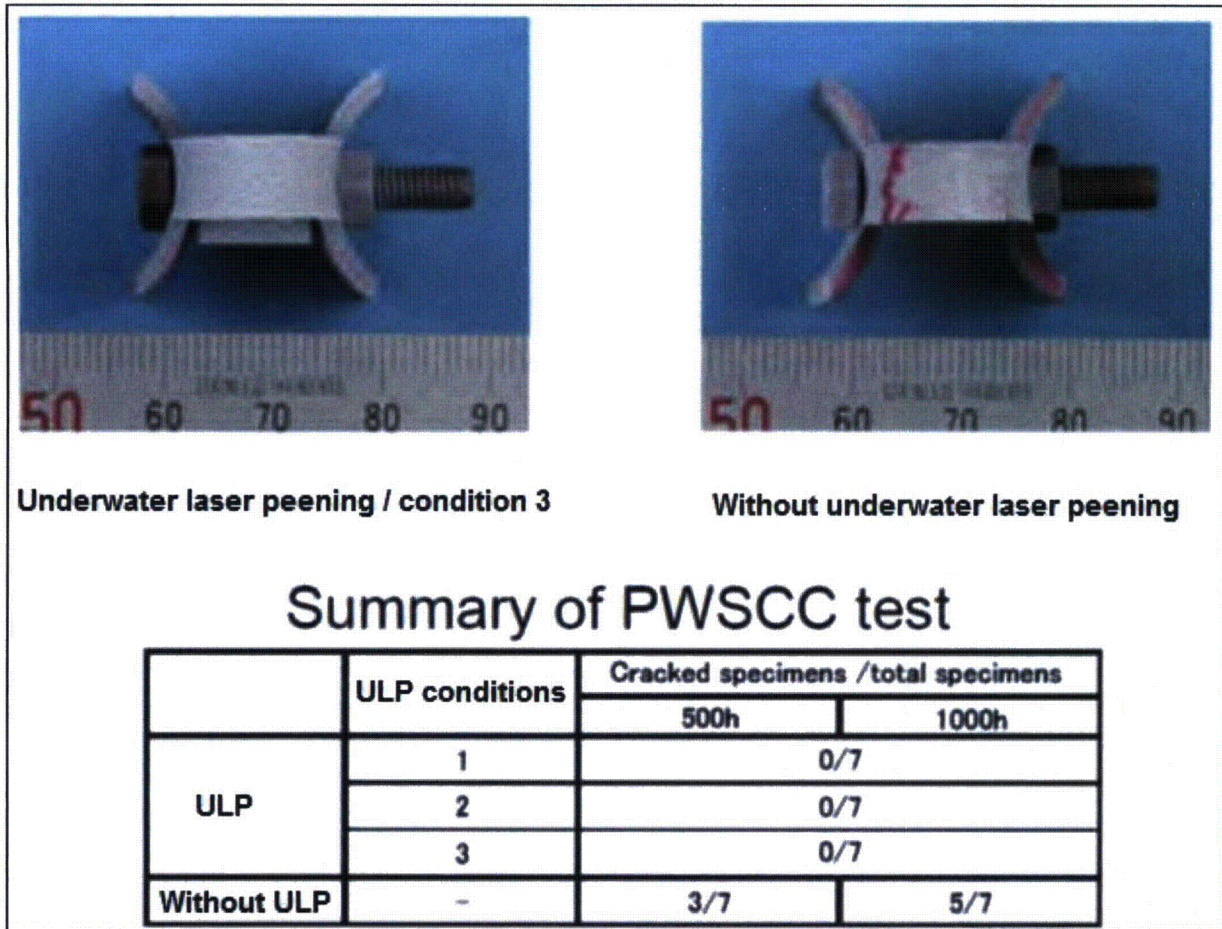 50 60 70 80 90
50 60 70 80 90
Underwater laser peening / condition 3
Without underwater laser peening
Summary of PWSCC test
ULP conditions
Cracked specimens /total specimens
500h 1000h
ULP
1 0/7
2 0/7
3 0/7
Without ULP - 3/7 5/7